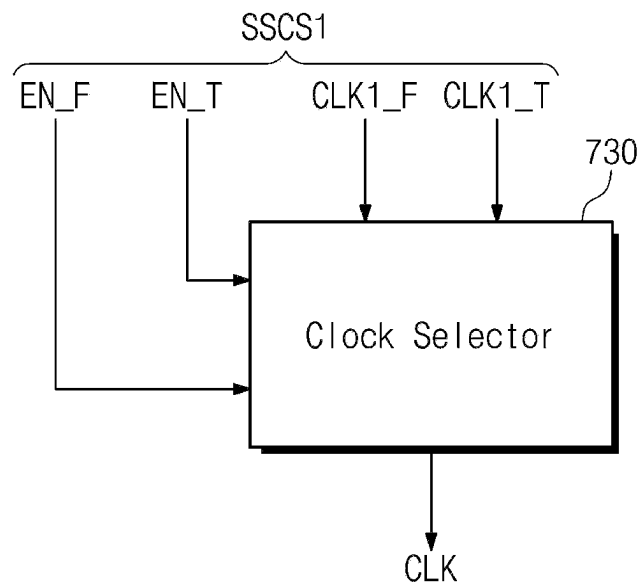 SSCS1
EN_F EN_T CLK1_F CLK1_T
730
Clock Selector
CLK